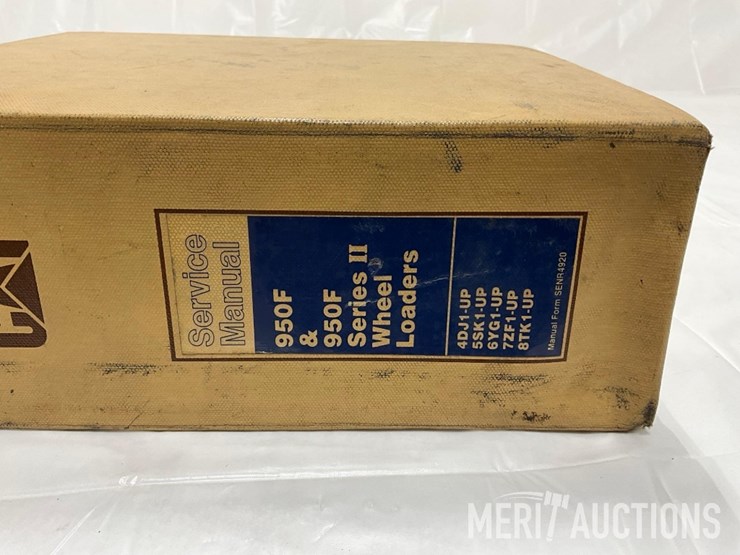 Service
Manual
950F
&
950F
Series II
Wheel
Loaders
4DJ1-UP
5SK1-UP
6YG1-UP
7ZF1-UP
8TK1-UP
Manual Form SENR4920
MERIT AUCTIONS